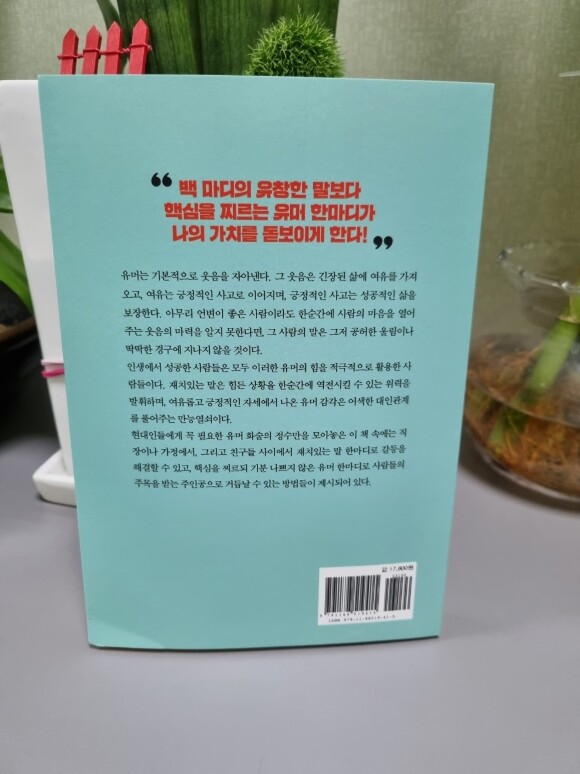 “ 백 마디의 유창한 말보다
핵심을 찌르는 유머 한마디가
나의 가치를 돋보이게 한다! ”
유머는 기본적으로 웃음을 자아낸다. 그 웃음은 긴장된 삶에 여유를 가져
오고, 여유는 긍정적인 사고로 이어지며, 긍정적인 사고는 성공적인 삶을
보장한다. 아무리 언변이 좋은 사람이라도 한순간에 사람의 마음을 열어
주는 웃음의 마력을 알지 못한다면, 그 사람의 말은 그저 공허한 울림이나
딱딱한 경구에 지나지 않을 것이다.
인생에서 성공한 사람들은 모두 이러한 유머의 힘을 적극적으로 활용한 사
람들이다. 재치있는 말은 힘든 상황을 한순간에 역전시킬 수 있는 위력을
발휘하며, 여유롭고 긍정적인 자세에서 나온 유머 감각은 어색한 대인관계
를 풀어주는 만능열쇠이다.
현대인들에게 꼭 필요한 유머 화술의 정수만을 모아놓은 이 책 속에는 직
장이나 가정에서, 그리고 친구들 사이에서 재치있는 말 한마디로 갈등을
해결할 수 있고, 핵심을 찌르되 기분 나쁘지 않은 유머 한마디로 사람들의
주목을 받는 주인공으로 거듭날 수 있는 방법들이 제시되어 있다.
값 17,800원